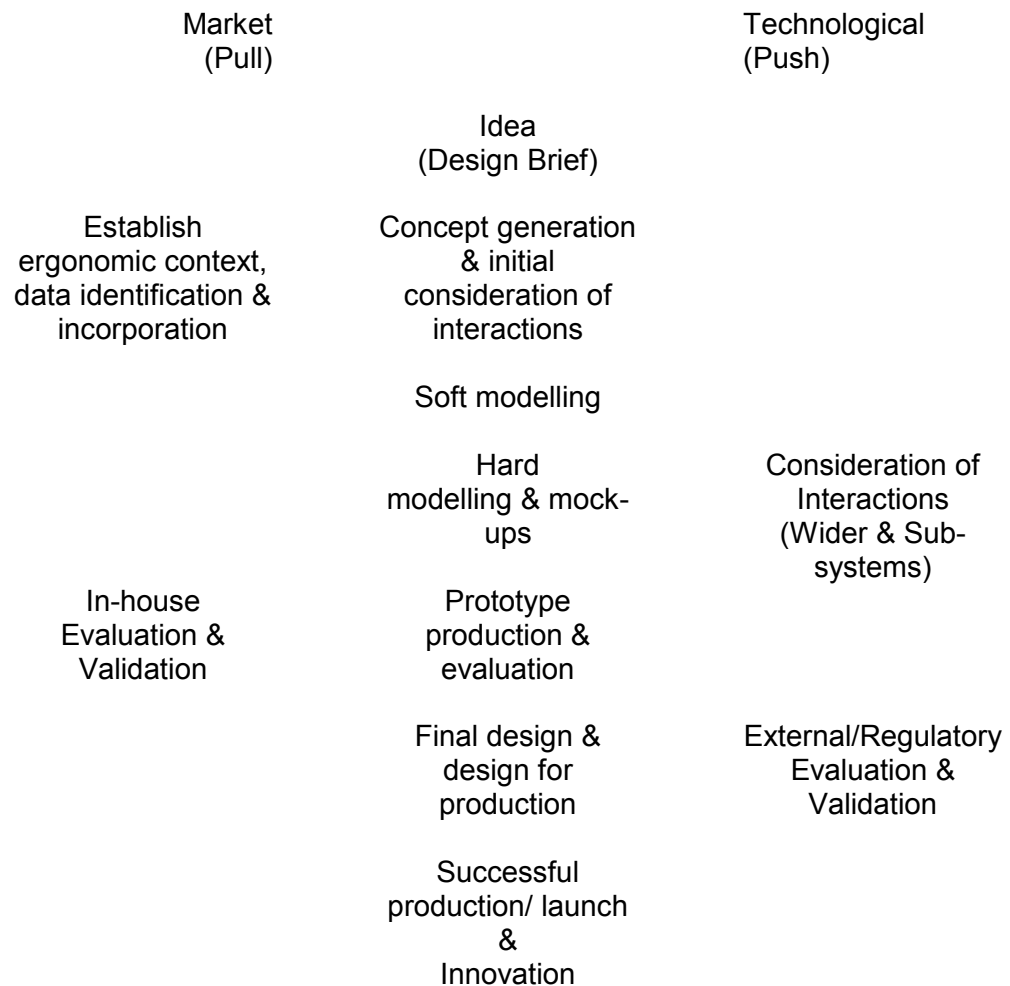 Market
(Pull)
Technological
(Push)
Idea
(Design Brief)
Establish
ergonomic context,
data identification &
incorporation
Concept generation
& initial
consideration of
interactions
Soft modelling
Hard
modelling & mock-
ups
Consideration of
Interactions
(Wider & Sub-
systems)
In-house
Evaluation &
Validation
Prototype
production &
evaluation
Final design &
design for
production
External/Regulatory
Evaluation &
Validation
Successful
production/ launch
&
Innovation